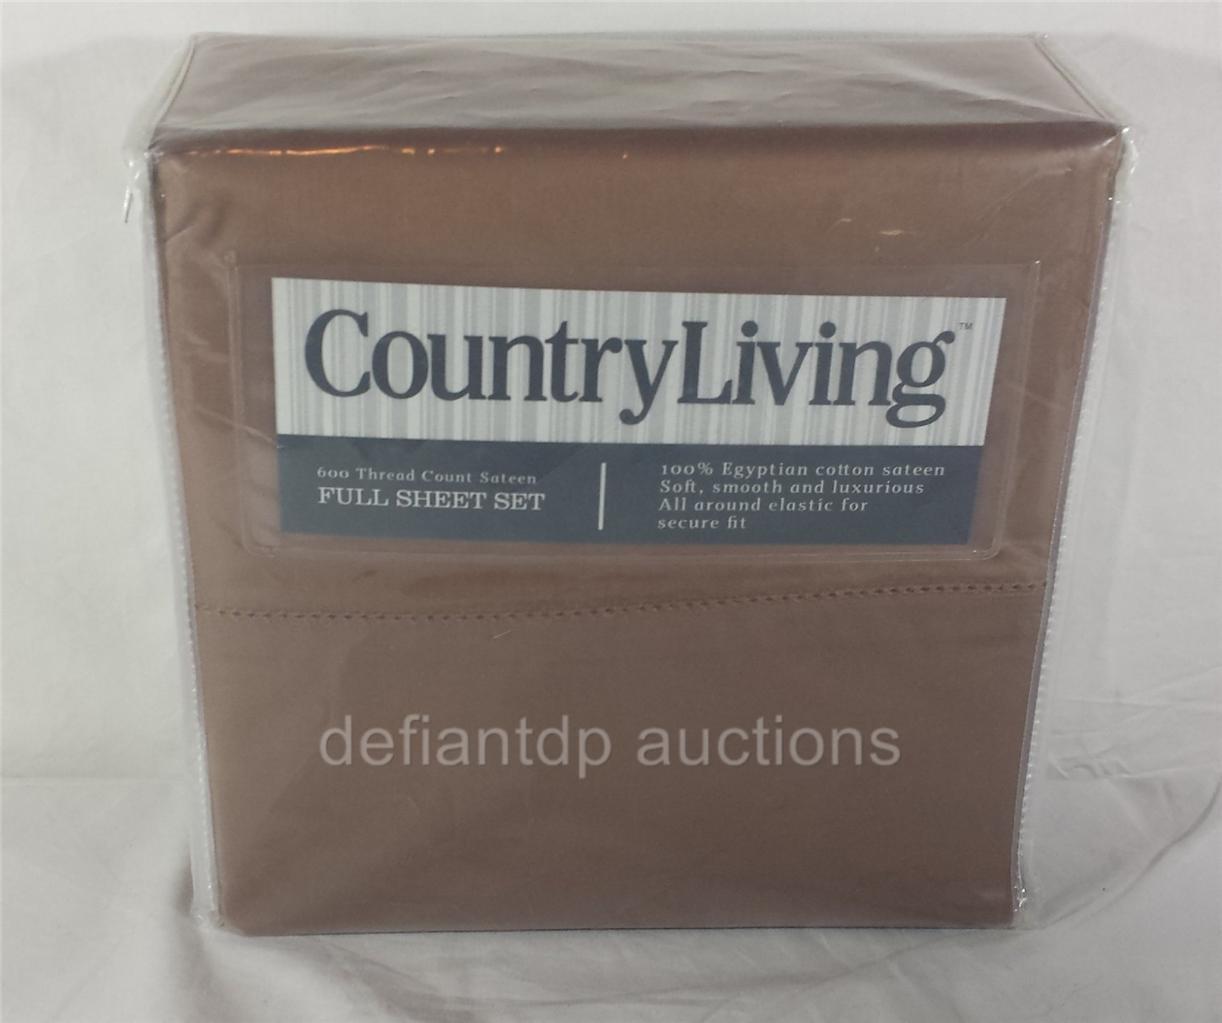 CountryLiving™
600 Thread Count Sateen
FULL SHEET SET
100% Egyptian cotton sateen
Soft, smooth and luxurious
All around elastic for
secure fit
defiantdp auctions